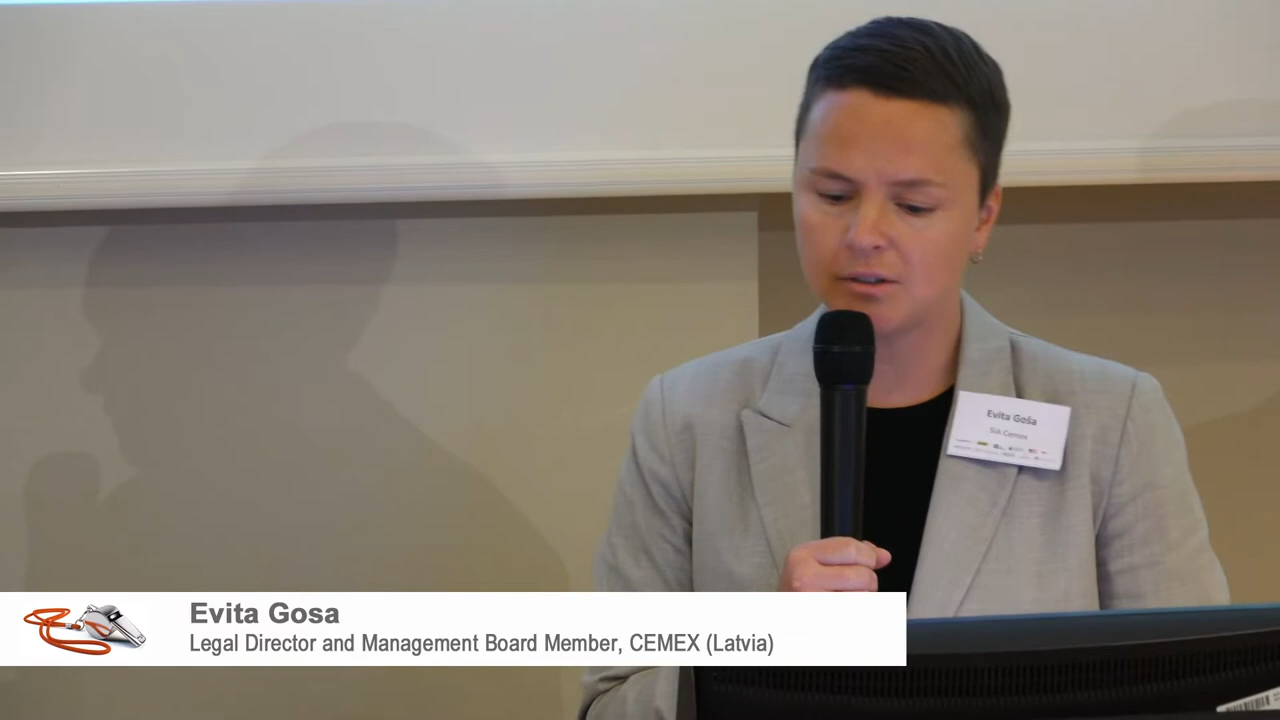 Evita Goša
SIA Cemex
Evita Gosa
Legal Director and Management Board Member, CEMEX (Latvia)